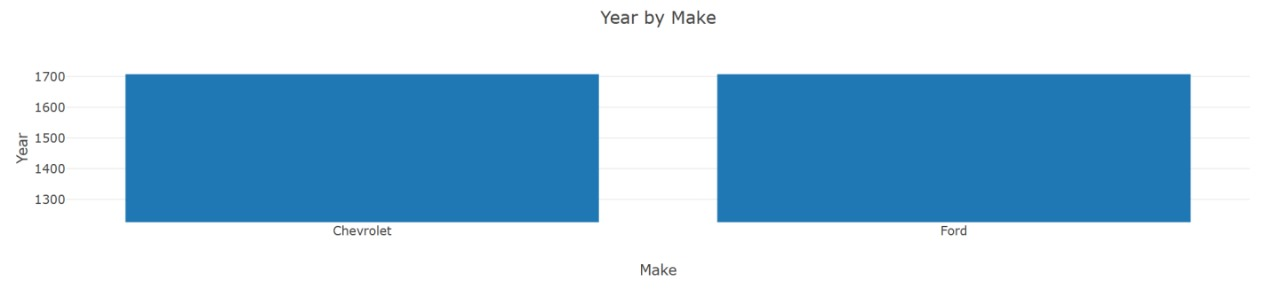 Year by Make
1700
1600
1500
1400
1300
Year
Chevrolet
Ford
Make